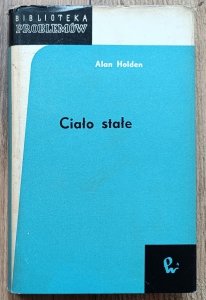 BIBLIOTEKA
PROBLEMÓW
Alan Holden
Ciało stałe